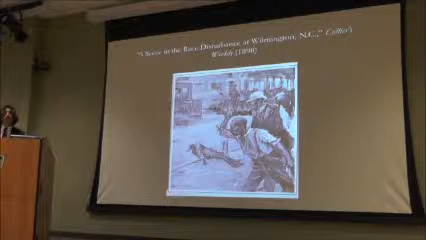 "A Scene in the Race Disturbance at Wilmington, N.C.," Collier's
Weekly (1898)